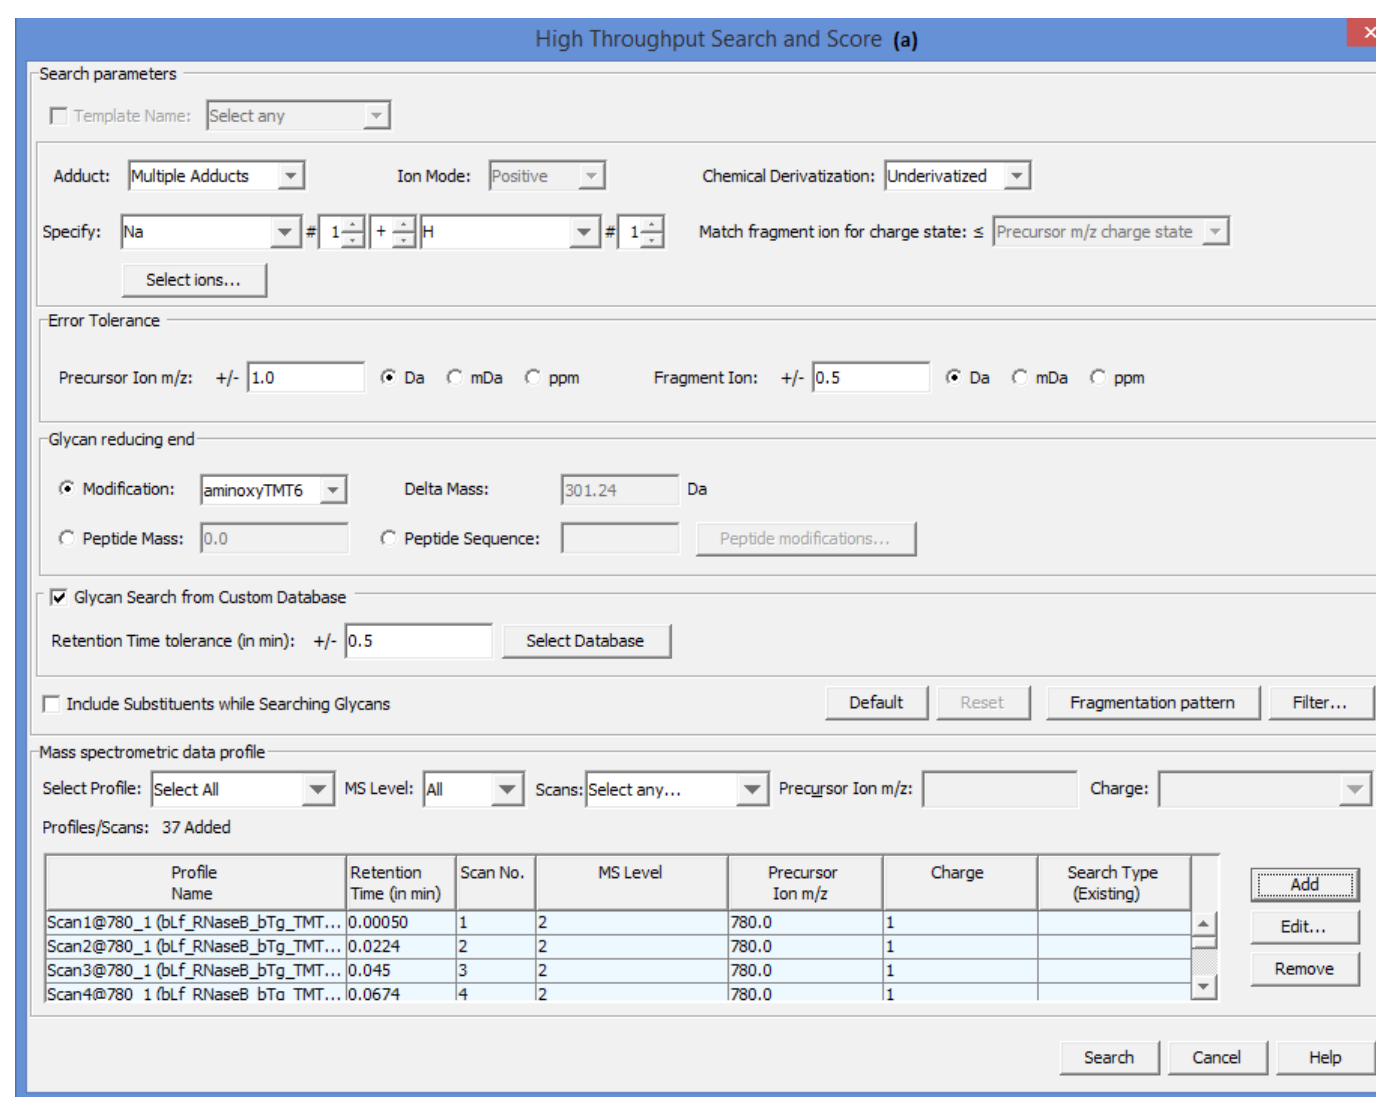 High Throughput Search and Score (a)
Search parameters
Template Name: Select any
Adduct: Multiple Adducts Ion Mode: Positive Chemical Derivatization: Underivatized
Specify: Na # 1 + H # 1 Match fragment ion for charge state: ≤ Precursor m/z charge state
Select ions...
Error Tolerance
Precursor Ion m/z: +/- 1.0 Da mDa ppm Fragment Ion: +/- 0.5 Da mDa ppm
Glycan reducing end
Modification: aminoxyTMT6 Delta Mass: 301.24 Da
Peptide Mass: 0.0 Peptide Sequence: Peptide modifications...
Glycan Search from Custom Database
Retention Time tolerance (in min): +/- 0.5 Select Database
Include Substituents while Searching Glycans Default Reset Fragmentation pattern Filter...
Mass spectrometric data profile
Select Profile: Select All MS Level: All Scans: Select any... Precursor Ion m/z: Charge:
Profiles/Scans: 37 Added
Profile Name Retention Time (in min) Scan No. MS Level Precursor Ion m/z Charge Search Type (Existing) Add
Scan1@780_1 (bLf_RNaseB_bTg_TMT... 0.00050 1 2 780.0 1 Edit...
Scan2@780_1 (bLf_RNaseB_bTg_TMT... 0.0224 2 2 780.0 1
Scan3@780_1 (bLf_RNaseB_bTg_TMT... 0.045 3 2 780.0 1 Remove
Scan4@780_1 (bLf_RNaseB_bTg_TMT... 0.0674 4 2 780.0 1
Search Cancel Help